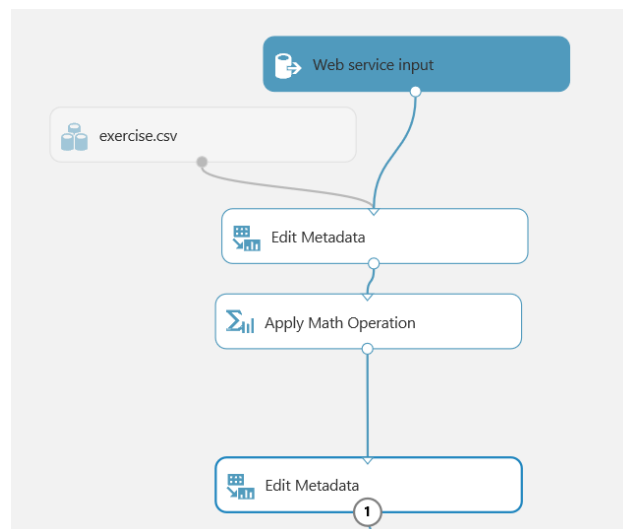 Web service input
exercise.csv
Edit Metadata
Apply Math Operation
Edit Metadata
1